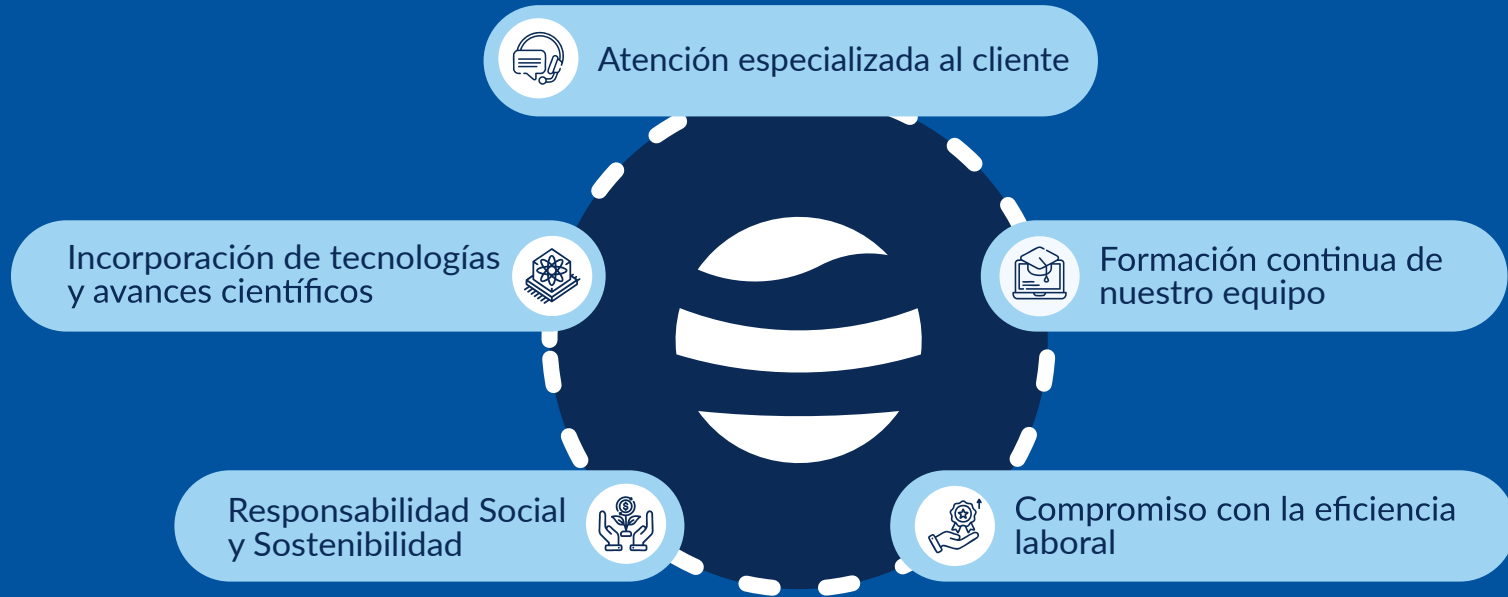 Atención especializada al cliente
Incorporación de tecnologías
y avances científicos
Formación continua de
nuestro equipo
Responsabilidad Social
y Sostenibilidad
Compromiso con la eficiencia
laboral